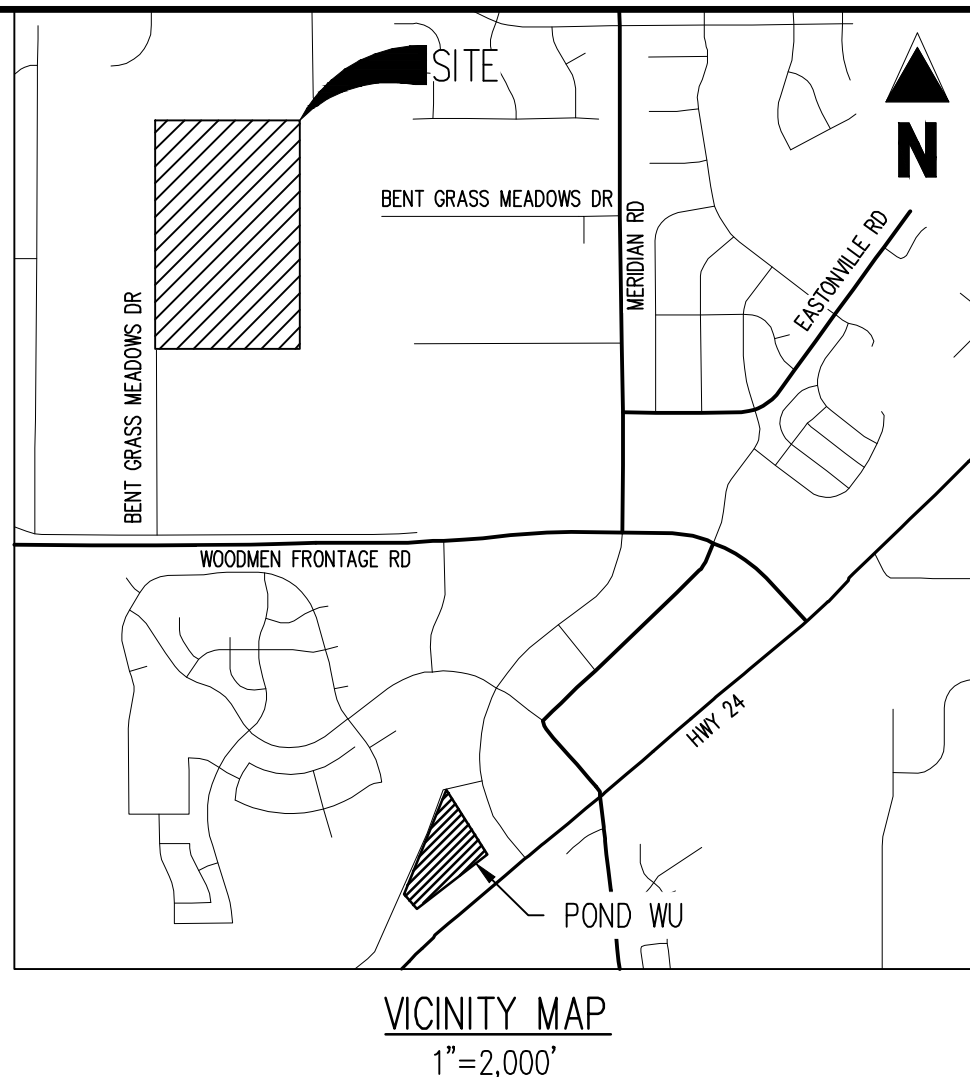 SITE
N
BENT GRASS MEADOWS DR
MERIDIAN RD
EASTONVILLE RD
BENT GRASS MEADOWS DR
WOODMEN FRONTAGE RD
HWY 24
POND WU
VICINITY MAP
1"=2,000'